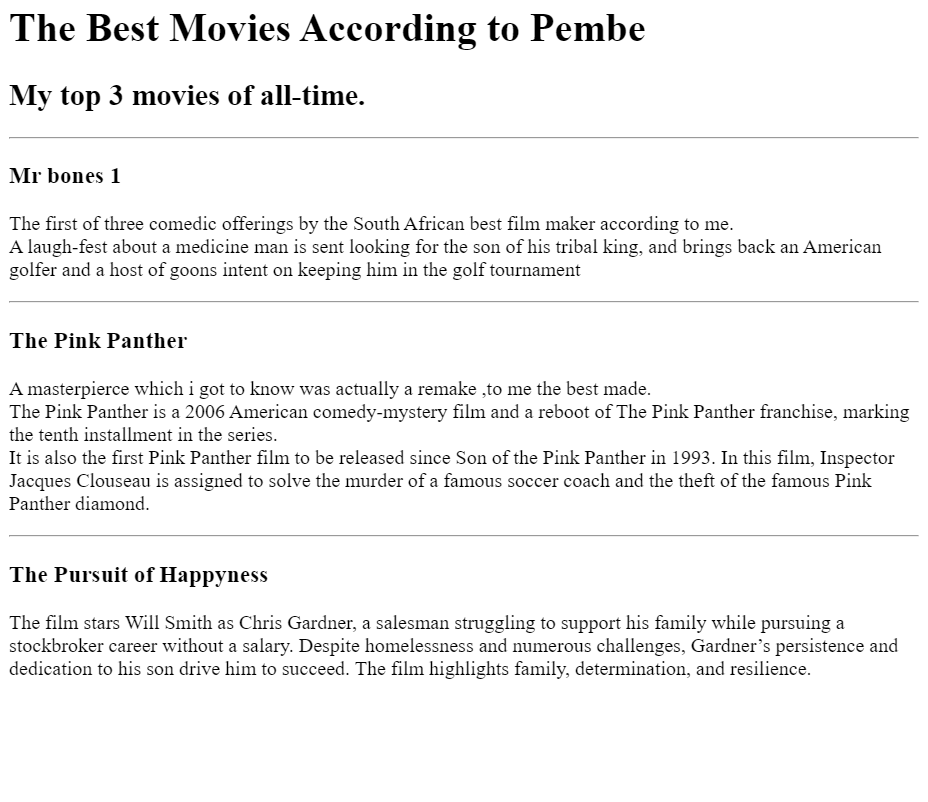 The Best Movies According to Pembe
My top 3 movies of all-time.
Mr bones 1
The first of three comedic offerings by the South African best film maker according to me.
A laugh-fest about a medicine man is sent looking for the son of his tribal king, and brings back an American
golfer and a host of goons intent on keeping him in the golf tournament
The Pink Panther
A masterpierce which i got to know was actually a remake ,to me the best made.
The Pink Panther is a 2006 American comedy-mystery film and a reboot of The Pink Panther franchise, marking
the tenth installment in the series.
It is also the first Pink Panther film to be released since Son of the Pink Panther in 1993. In this film, Inspector
Jacques Clouseau is assigned to solve the murder of a famous soccer coach and the theft of the famous Pink
Panther diamond.
The Pursuit of Happyness
The film stars Will Smith as Chris Gardner, a salesman struggling to support his family while pursuing a
stockbroker career without a salary. Despite homelessness and numerous challenges, Gardner’s persistence and
dedication to his son drive him to succeed. The film highlights family, determination, and resilience.